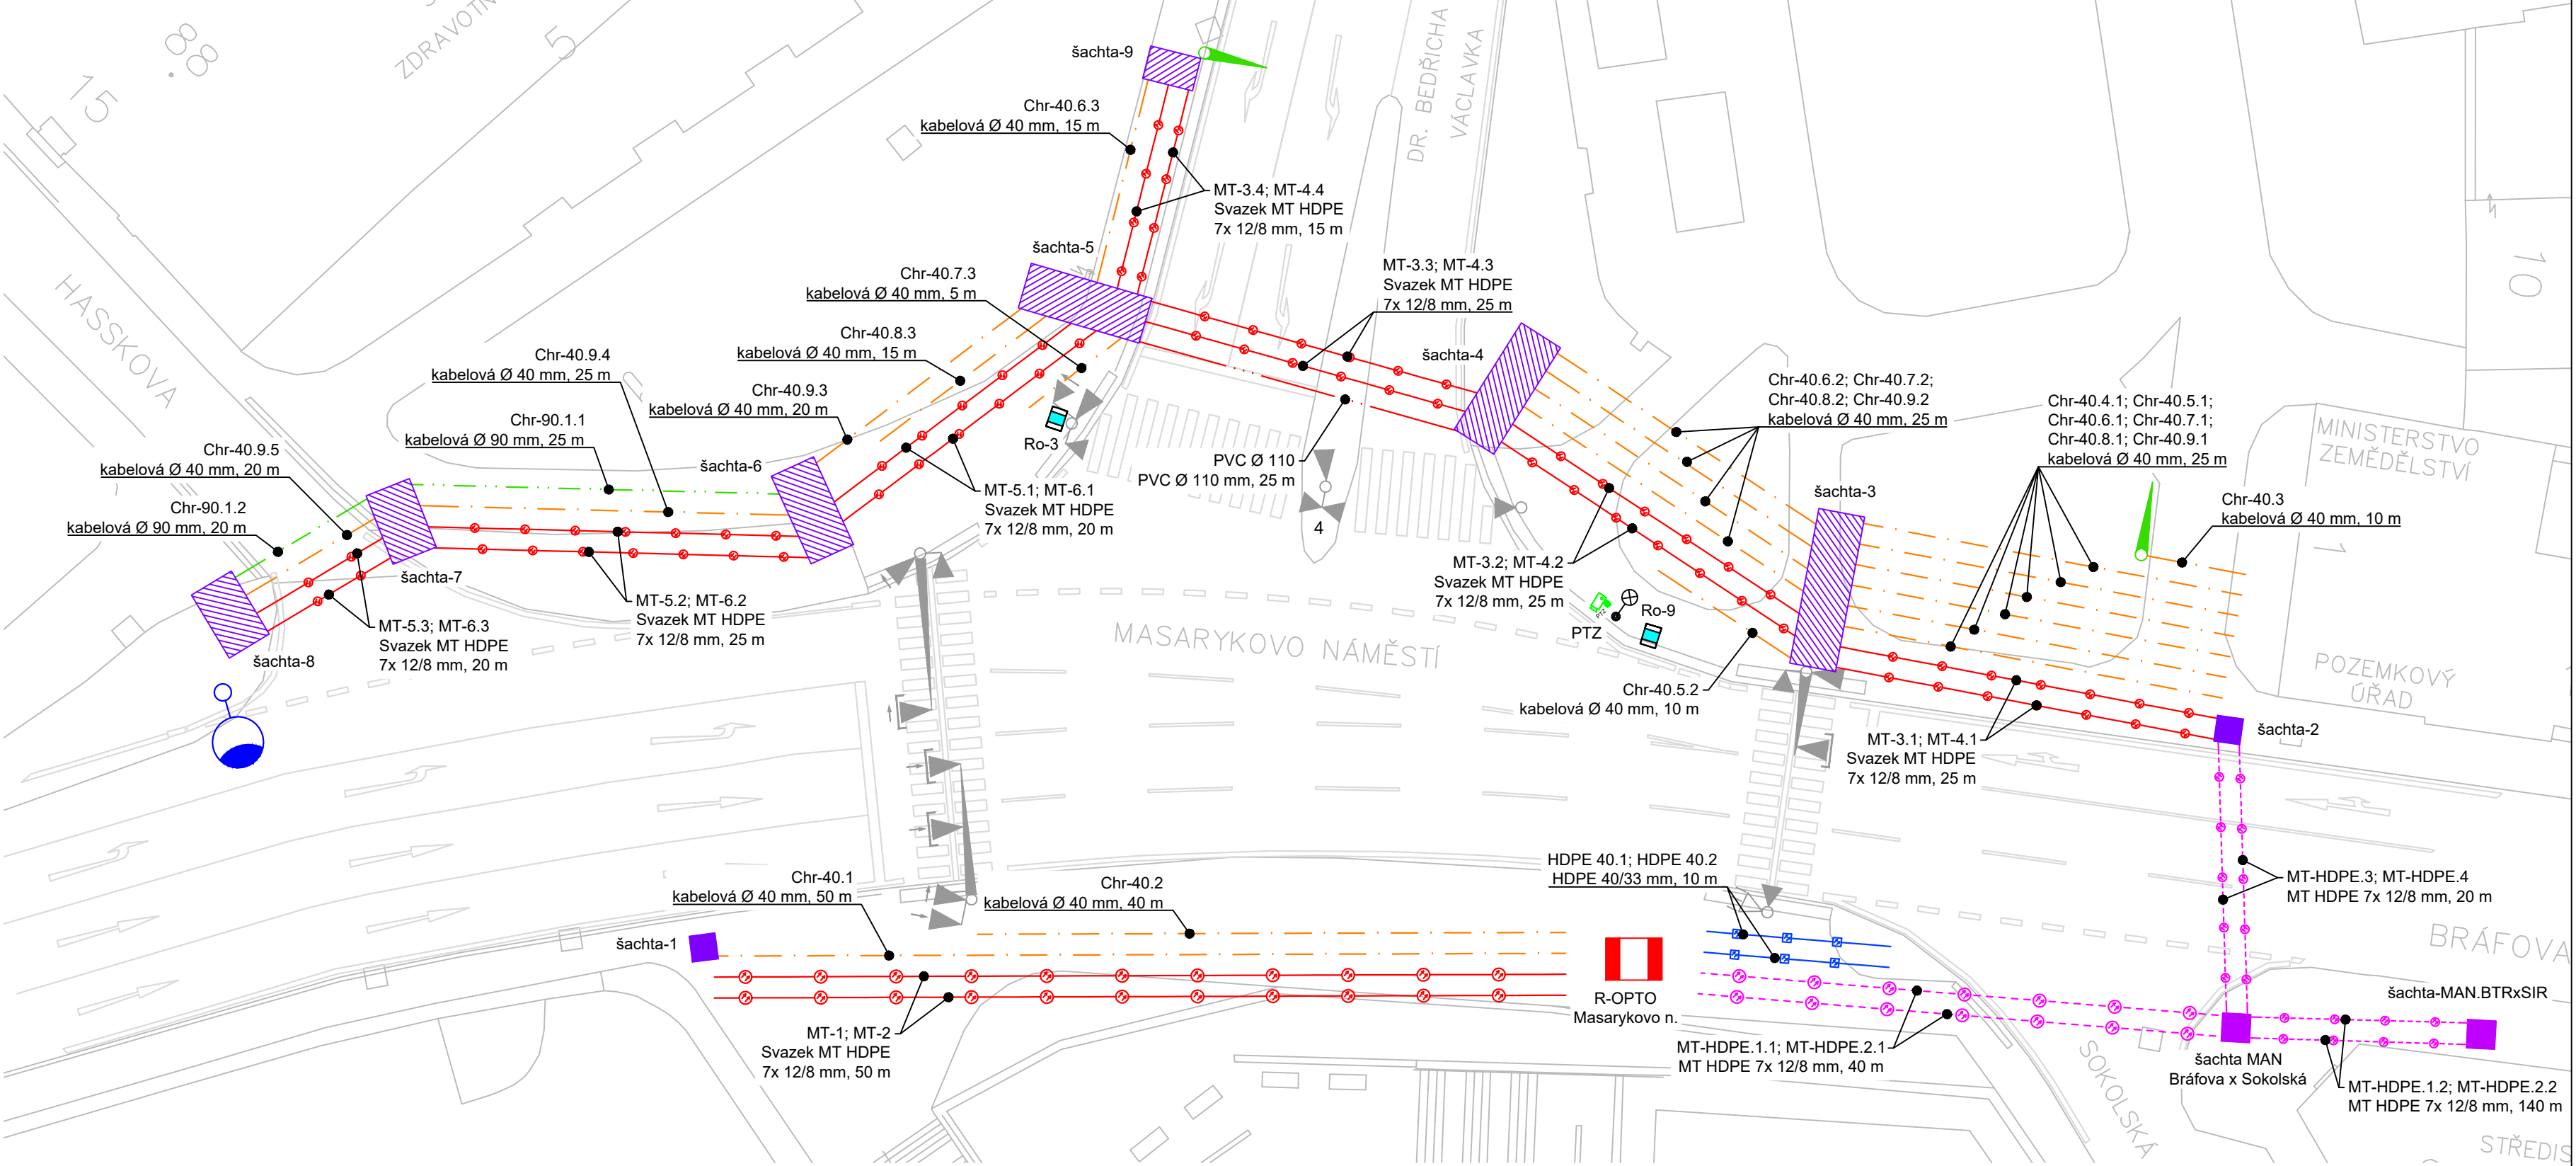 15
88
ZDRAVOTN
5
šachta-9
DR. BEDŘICHA
VÁCLAVKA
Chr-40.6.3
kabelová Ø 40 mm, 15 m
MT-3.4; MT-4.4
Svazek MT HDPE
7x 12/8 mm, 15 m
10
šachta-5
Chr-40.7.3
kabelová Ø 40 mm, 5 m
MT-3.3; MT-4.3
Svazek MT HDPE
7x 12/8 mm, 25 m
HASSKOVA
Chr-40.8.3
kabelová Ø 40 mm, 15 m
Chr-40.9.4
kabelová Ø 40 mm, 25 m
šachta-4
Chr-40.9.3
kabelová Ø 40 mm, 20 m
Chr-40.6.2; Chr-40.7.2;
Chr-40.8.2; Chr-40.9.2
kabelová Ø 40 mm, 25 m
Chr-40.4.1; Chr-40.5.1;
Chr-40.6.1; Chr-40.7.1;
Chr-40.8.1; Chr-40.9.1
kabelová Ø 40 mm, 25 m
MINISTERSTVO
ZEMĚDĚLSTVÍ
Chr-90.1.1
kabelová Ø 90 mm, 25 m
Ro-3
Chr-40.9.5
kabelová Ø 40 mm, 20 m
šachta-6
PVC Ø 110
PVC Ø 110 mm, 25 m
MT-5.1; MT-6.1
Svazek MT HDPE
7x 12/8 mm, 20 m
šachta-3
Chr-40.3
kabelová Ø 40 mm, 10 m
Chr-90.1.2
kabelová Ø 90 mm, 20 m
4
1
šachta-7
MT-3.2; MT-4.2
Svazek MT HDPE
7x 12/8 mm, 25 m
MT-5.2; MT-6.2
Svazek MT HDPE
7x 12/8 mm, 25 m
MT-5.3; MT-6.3
Svazek MT HDPE
7x 12/8 mm, 20 m
šachta-8
PTZ
PTZ
Ro-9
MASARYKOVO NÁMĚSTÍ
POZEMKOVÝ
ÚŘAD
Chr-40.5.2
kabelová Ø 40 mm, 10 m
šachta-2
MT-3.1; MT-4.1
Svazek MT HDPE
7x 12/8 mm, 25 m
Chr-40.1
kabelová Ø 40 mm, 50 m
Chr-40.2
kabelová Ø 40 mm, 40 m
HDPE 40.1; HDPE 40.2
HDPE 40/33 mm, 10 m
MT-HDPE.3; MT-HDPE.4
MT HDPE 7x 12/8 mm, 20 m
šachta-1
BRÁFOVA
R-OPTO
Masarykovo n.
šachta-MAN.BTRxSIR
MT-1; MT-2
Svazek MT HDPE
7x 12/8 mm, 50 m
MT-HDPE.1.1; MT-HDPE.2.1
MT HDPE 7x 12/8 mm, 40 m
šachta MAN
Bráfova x Sokolská
SOKOLSKÁ
MT-HDPE.1.2; MT-HDPE.2.2
MT HDPE 7x 12/8 mm, 140 m
STŘEDIS